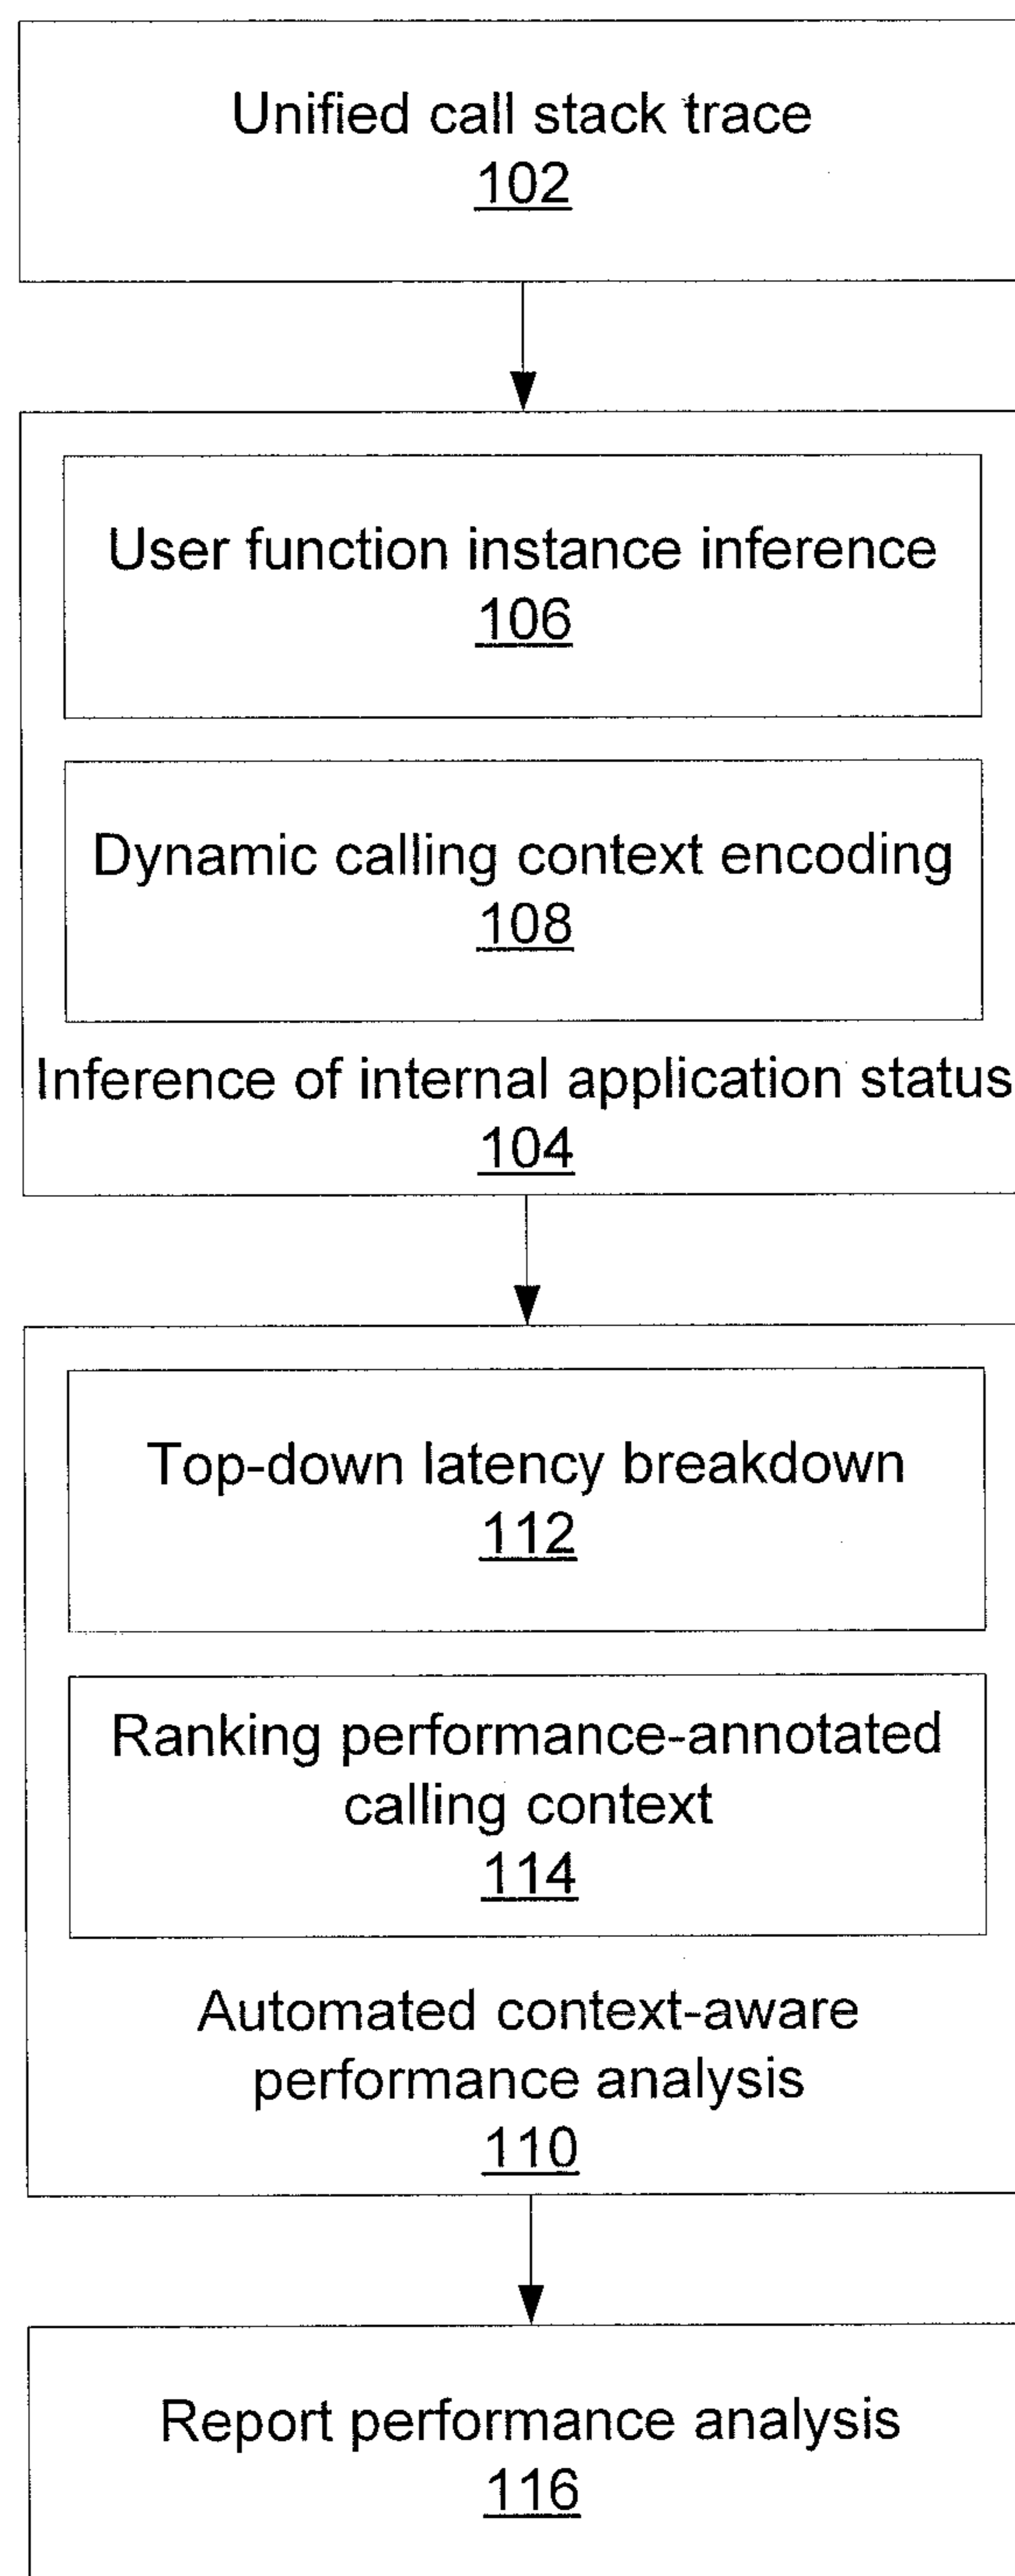 Unified call stack trace
102
User function instance inference
106
Dynamic calling context encoding
108
Inference of internal application status
104
Top-down latency breakdown
112
Ranking performance-annotated
calling context
114
Automated context-aware
performance analysis
110
Report performance analysis
116